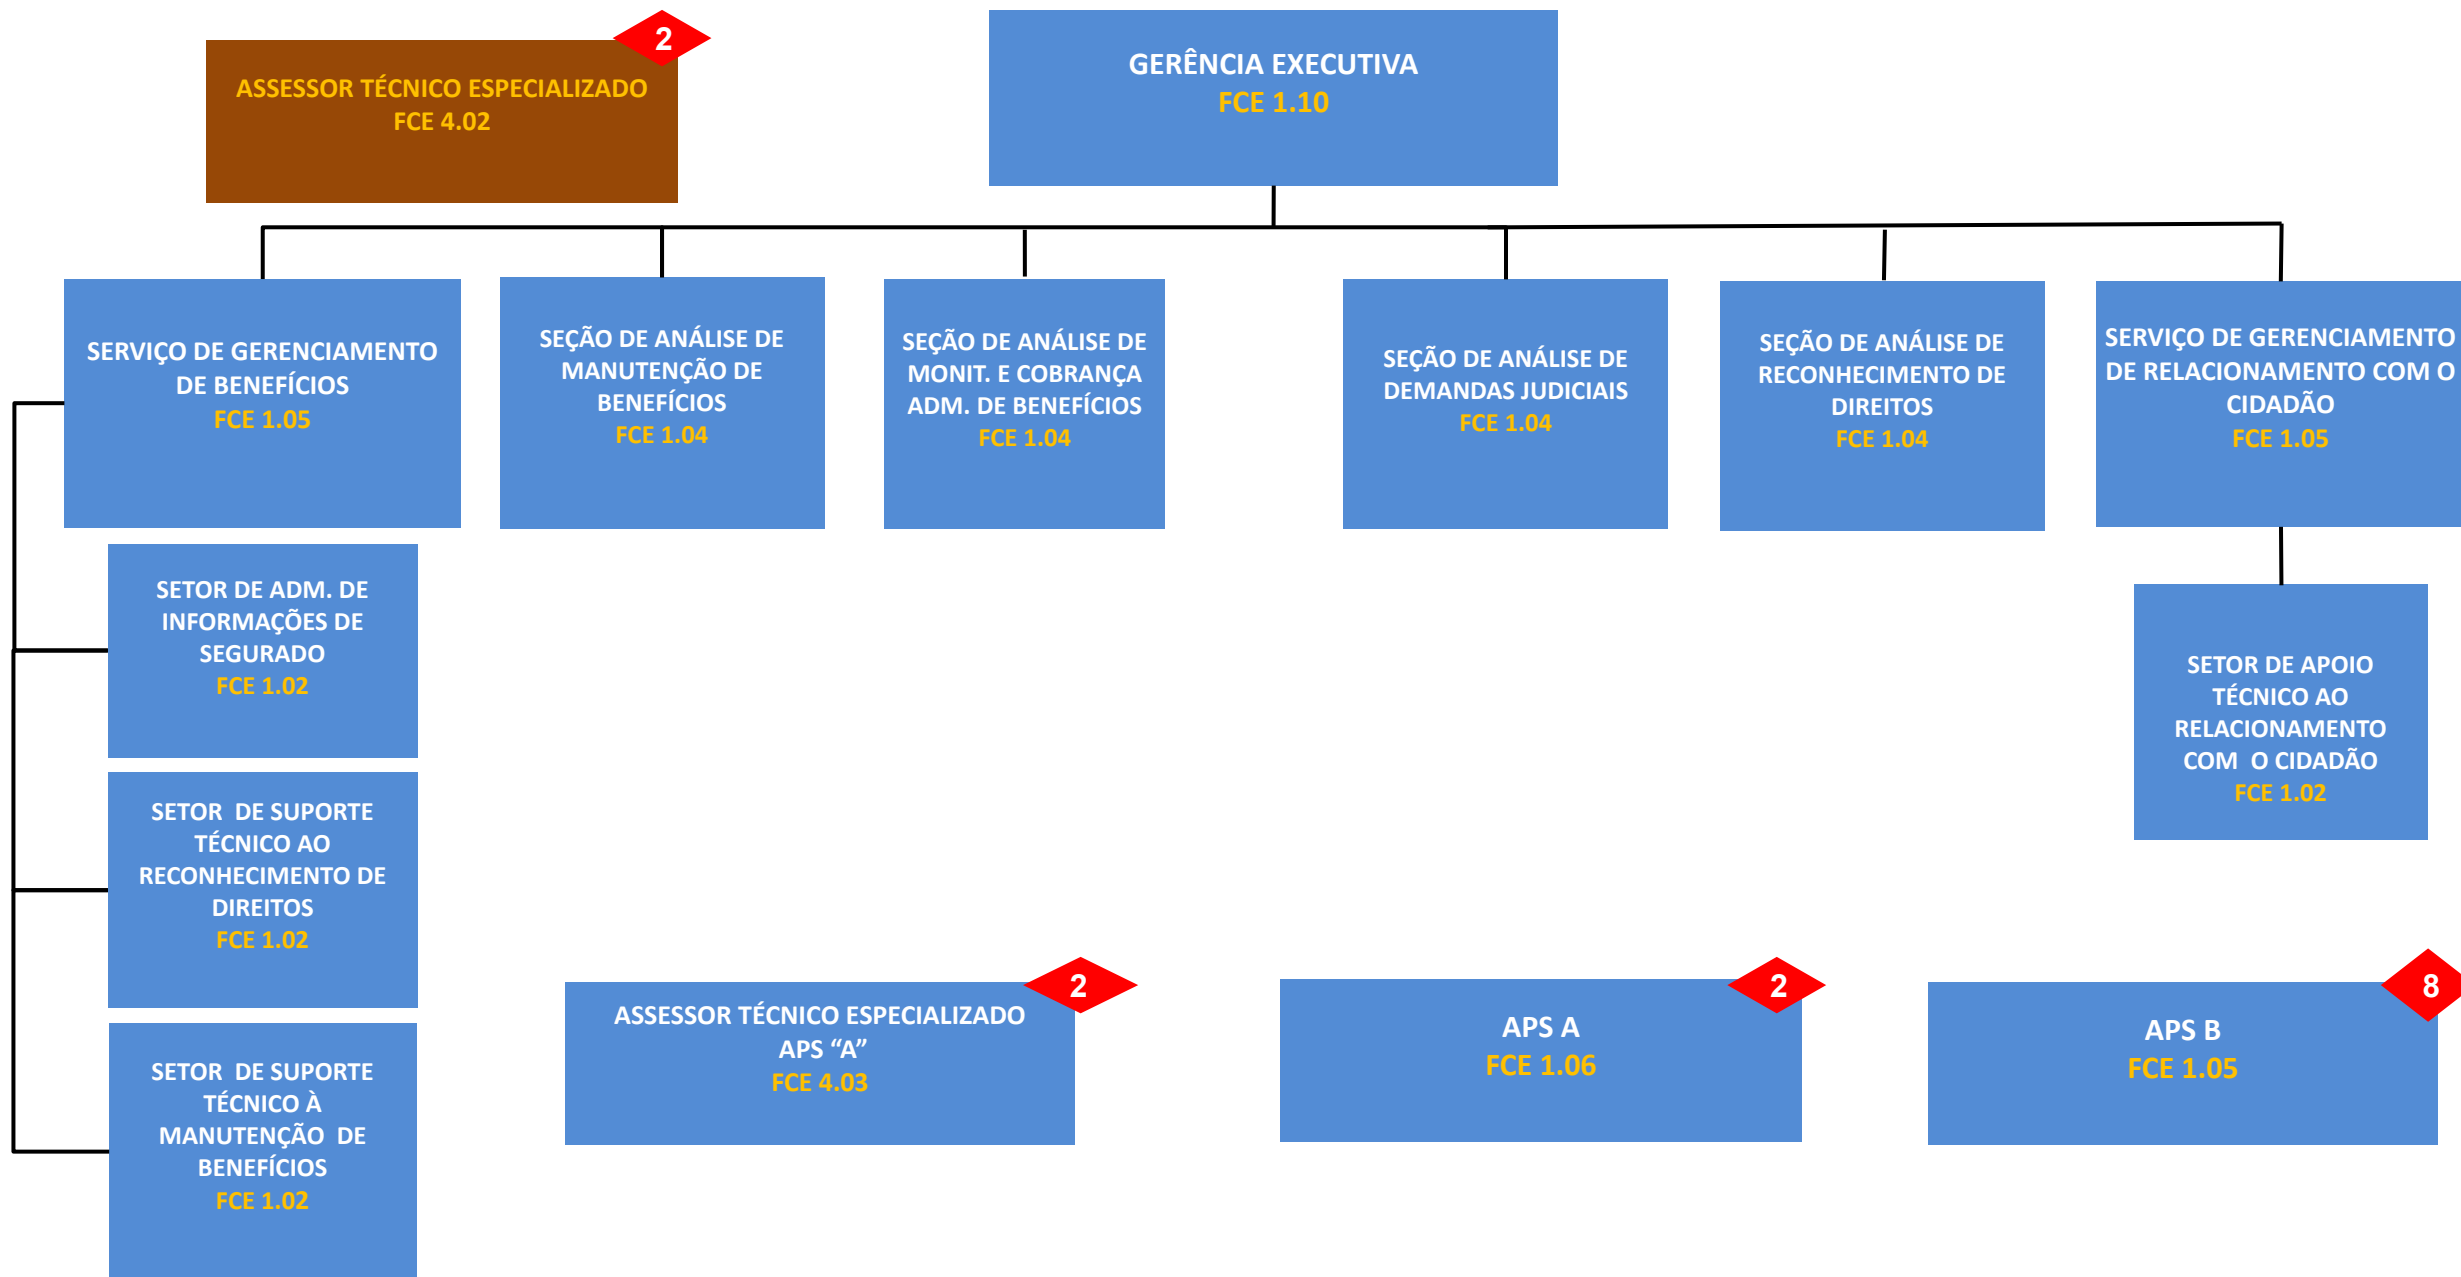 2
ASSESSOR TÉCNICO ESPECIALIZADO
FCE 4.02
GERÊNCIA EXECUTIVA
FCE 1.10
SERVIÇO DE GERENCIAMENTO
DE BENEFÍCIOS
FCE 1.05
SEÇÃO DE ANÁLISE DE
MANUTENÇÃO DE
BENEFÍCIOS
FCE 1.04
SEÇÃO DE ANÁLISE DE
MONIT. E COBRANÇA
ADM. DE BENEFÍCIOS
FCE 1.04
SEÇÃO DE ANÁLISE DE
DEMANDAS JUDICIAIS
FCE 1.04
SEÇÃO DE ANÁLISE DE
RECONHECIMENTO DE
DIREITOS
FCE 1.04
SERVIÇO DE GERENCIAMENTO
DE RELACIONAMENTO COM O
CIDADÃO
FCE 1.05
SETOR DE ADM. DE
INFORMAÇÕES DE
SEGURADO
FCE 1.02
SETOR DE APOIO
TÉCNICO AO
RELACIONAMENTO
COM O CIDADÃO
FCE 1.02
SETOR DE SUPORTE
TÉCNICO AO
RECONHECIMENTO DE
DIREITOS
FCE 1.02
SETOR DE SUPORTE
TÉCNICO À
MANUTENÇÃO DE
BENEFÍCIOS
FCE 1.02
2
ASSESSOR TÉCNICO ESPECIALIZADO
APS “A”
FCE 4.03
2
APS A
FCE 1.06
8
APS B
FCE 1.05